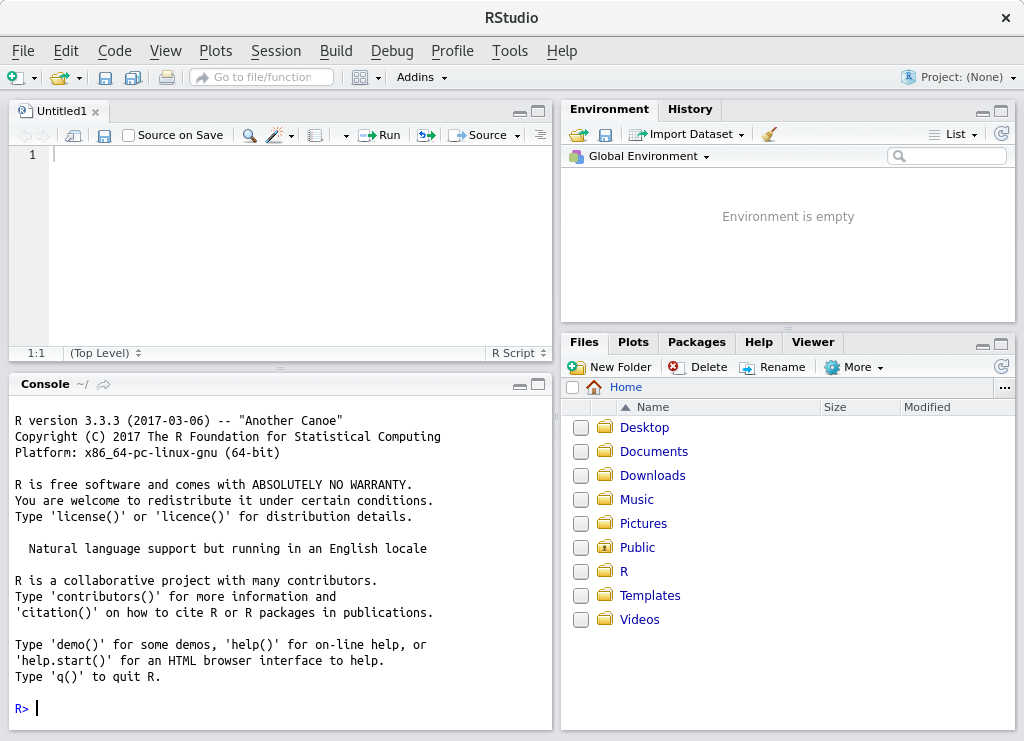 RStudio
File Edit Code View Plots Session Build Debug Profile Tools Help
Go to file/function Addins Project: (None)
Untitled1
Source on Save Run Source
1
1:1 (Top Level) R Script
Console ~/
R version 3.3.3 (2017-03-06) -- "Another Canoe"
Copyright (C) 2017 The R Foundation for Statistical Computing
Platform: x86_64-pc-linux-gnu (64-bit)
R is free software and comes with ABSOLUTELY NO WARRANTY.
You are welcome to redistribute it under certain conditions.
Type 'license()' or 'licence()' for distribution details.
Natural language support but running in an English locale
R is a collaborative project with many contributors.
Type 'contributors()' for more information and
'citation()' on how to cite R or R packages in publications.
Type 'demo()' for some demos, 'help()' for on-line help, or
'help.start()' for an HTML browser interface to help.
Type 'q()' to quit R.
R>
Environment History
Import Dataset List
Global Environment
Environment is empty
Files Plots Packages Help Viewer
New Folder Delete Rename More
Home
Name Size Modified
Desktop
Documents
Downloads
Music
Pictures
Public
R
Templates
Videos